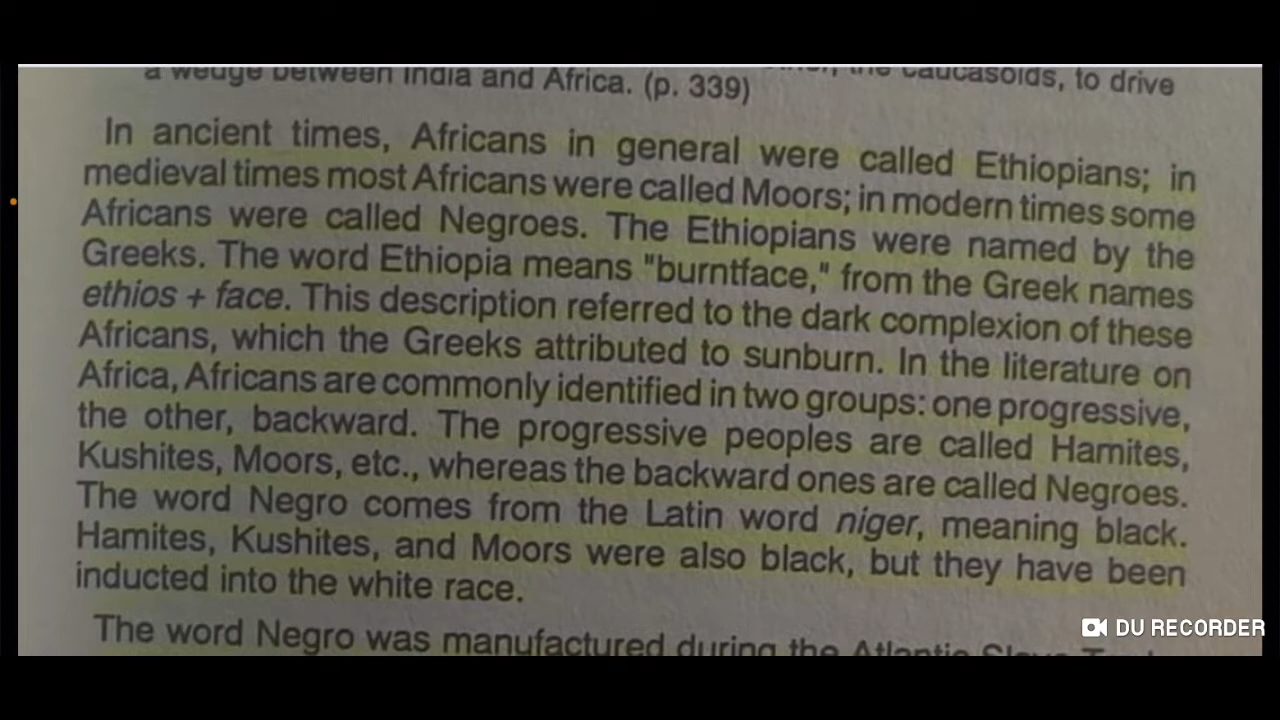 a wedge between India and Africa. (p. 339) the caucasoids, to drive
In ancient times, Africans in general were called Ethiopians; in
medieval times most Africans were called Moors; in modern times some
Africans were called Negroes. The Ethiopians were named by the
Greeks. The word Ethiopia means "burntface," from the Greek names
ethios + face. This description referred to the dark complexion of these
Africans, which the Greeks attributed to sunburn. In the literature on
Africa, Africans are commonly identified in two groups: one progressive,
the other, backward. The progressive peoples are called Hamites,
Kushites, Moors, etc., whereas the backward ones are called Negroes.
The word Negro comes from the Latin word niger, meaning black.
Hamites, Kushites, and Moors were also black, but they have been
inducted into the white race.
The word Negro was manufactured during the Atlantic Slave
DU RECORDER